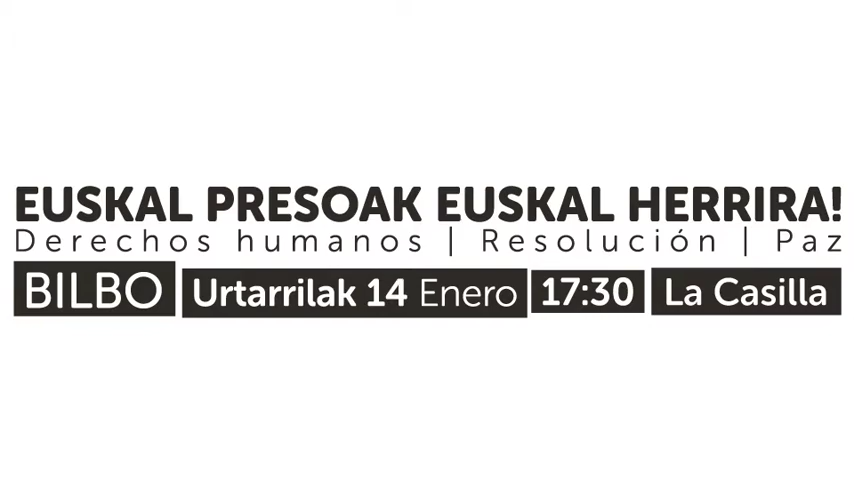 EUSKAL PRESOAK EUSKAL HERRIRA!
Derechos humanos | Resolución | Paz
BILBO Urtarrilak 14 Enero 17:30 La Casilla